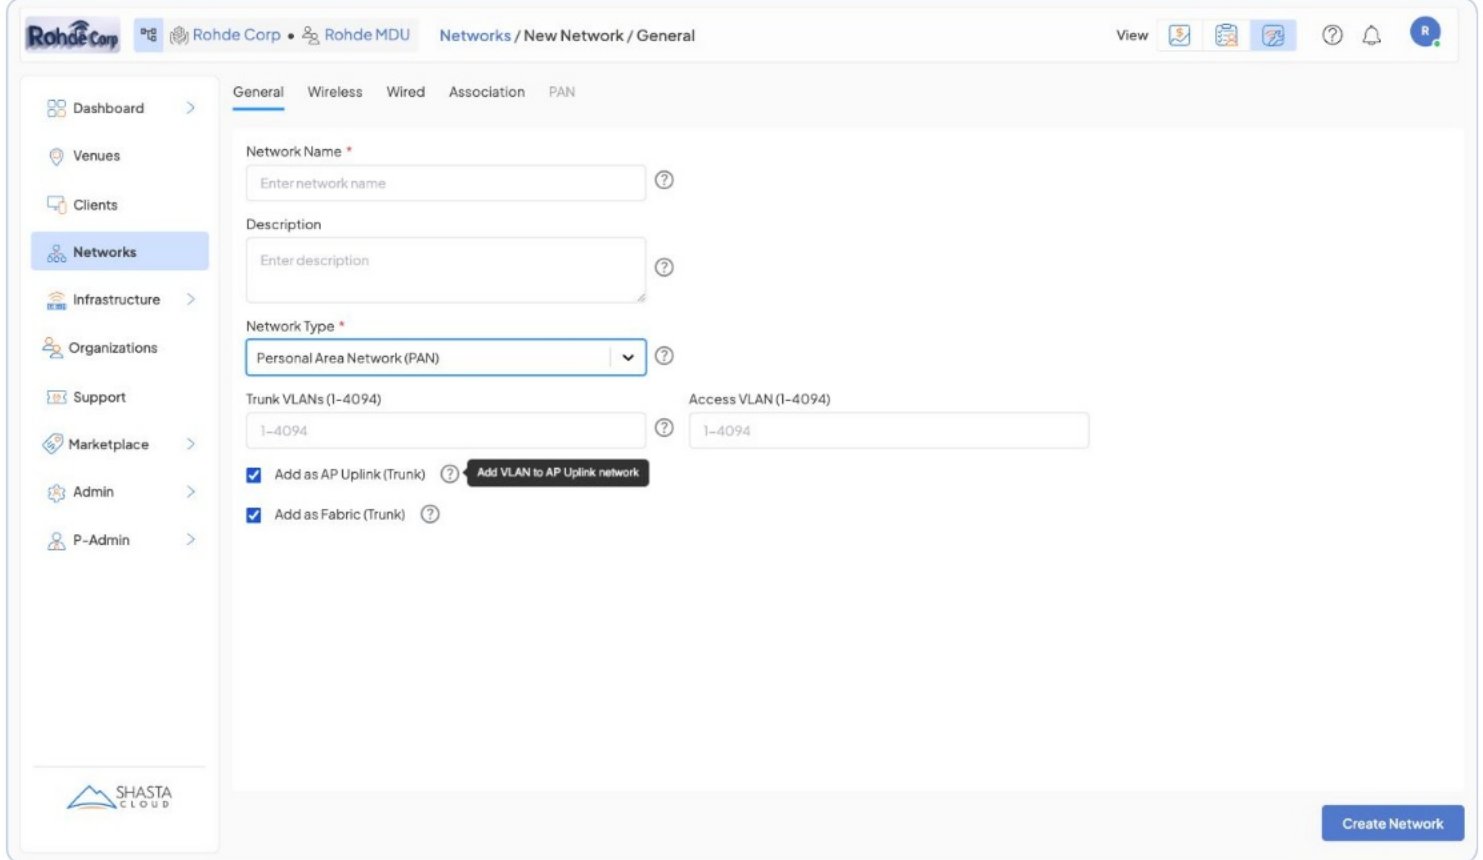 Rohde Corp
Rohde Corp • Rohde MDU
Networks / New Network / General
View
R
Dashboard
Venues
Clients
Networks
Infrastructure
Organizations
Support
Marketplace
Admin
P-Admin
SHASTA
CLOUD
General Wireless Wired Association PAN
Network Name *
Enter network name
Description
Enter description
Network Type *
Personal Area Network (PAN)
Trunk VLANs (1-4094) Access VLAN (1-4094)
1-4094 1-4094
Add as AP Uplink (Trunk) Add VLAN to AP Uplink network
Add as Fabric (Trunk)
Create Network